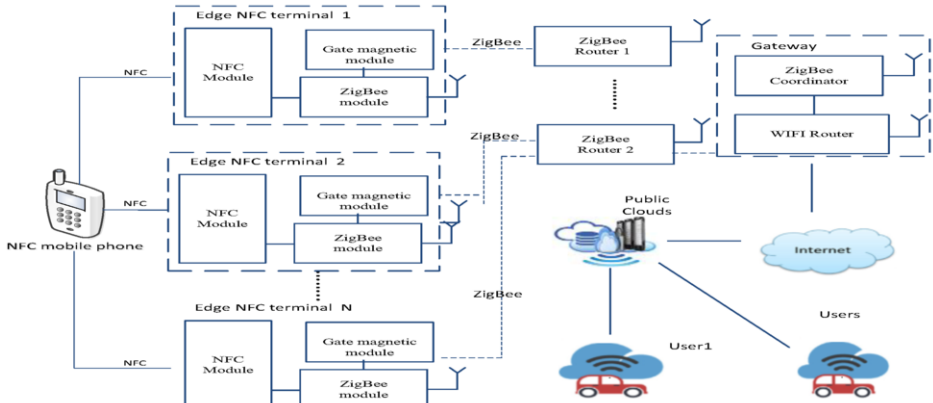 Edge NFC terminal 1
NFC
Module
Gate magnetic
module
ZigBee
module
NFC
ZigBee
ZigBee
Router 1
Gateway
ZigBee
Coordinator
WIFI Router
Edge NFC terminal 2
NFC
Module
Gate magnetic
module
ZigBee
module
NFC
ZigBee
ZigBee
Router 2
NFC mobile phone
Public
Clouds
Internet
Edge NFC terminal N
NFC
Module
Gate magnetic
module
ZigBee
module
NFC
ZigBee
User1
Users